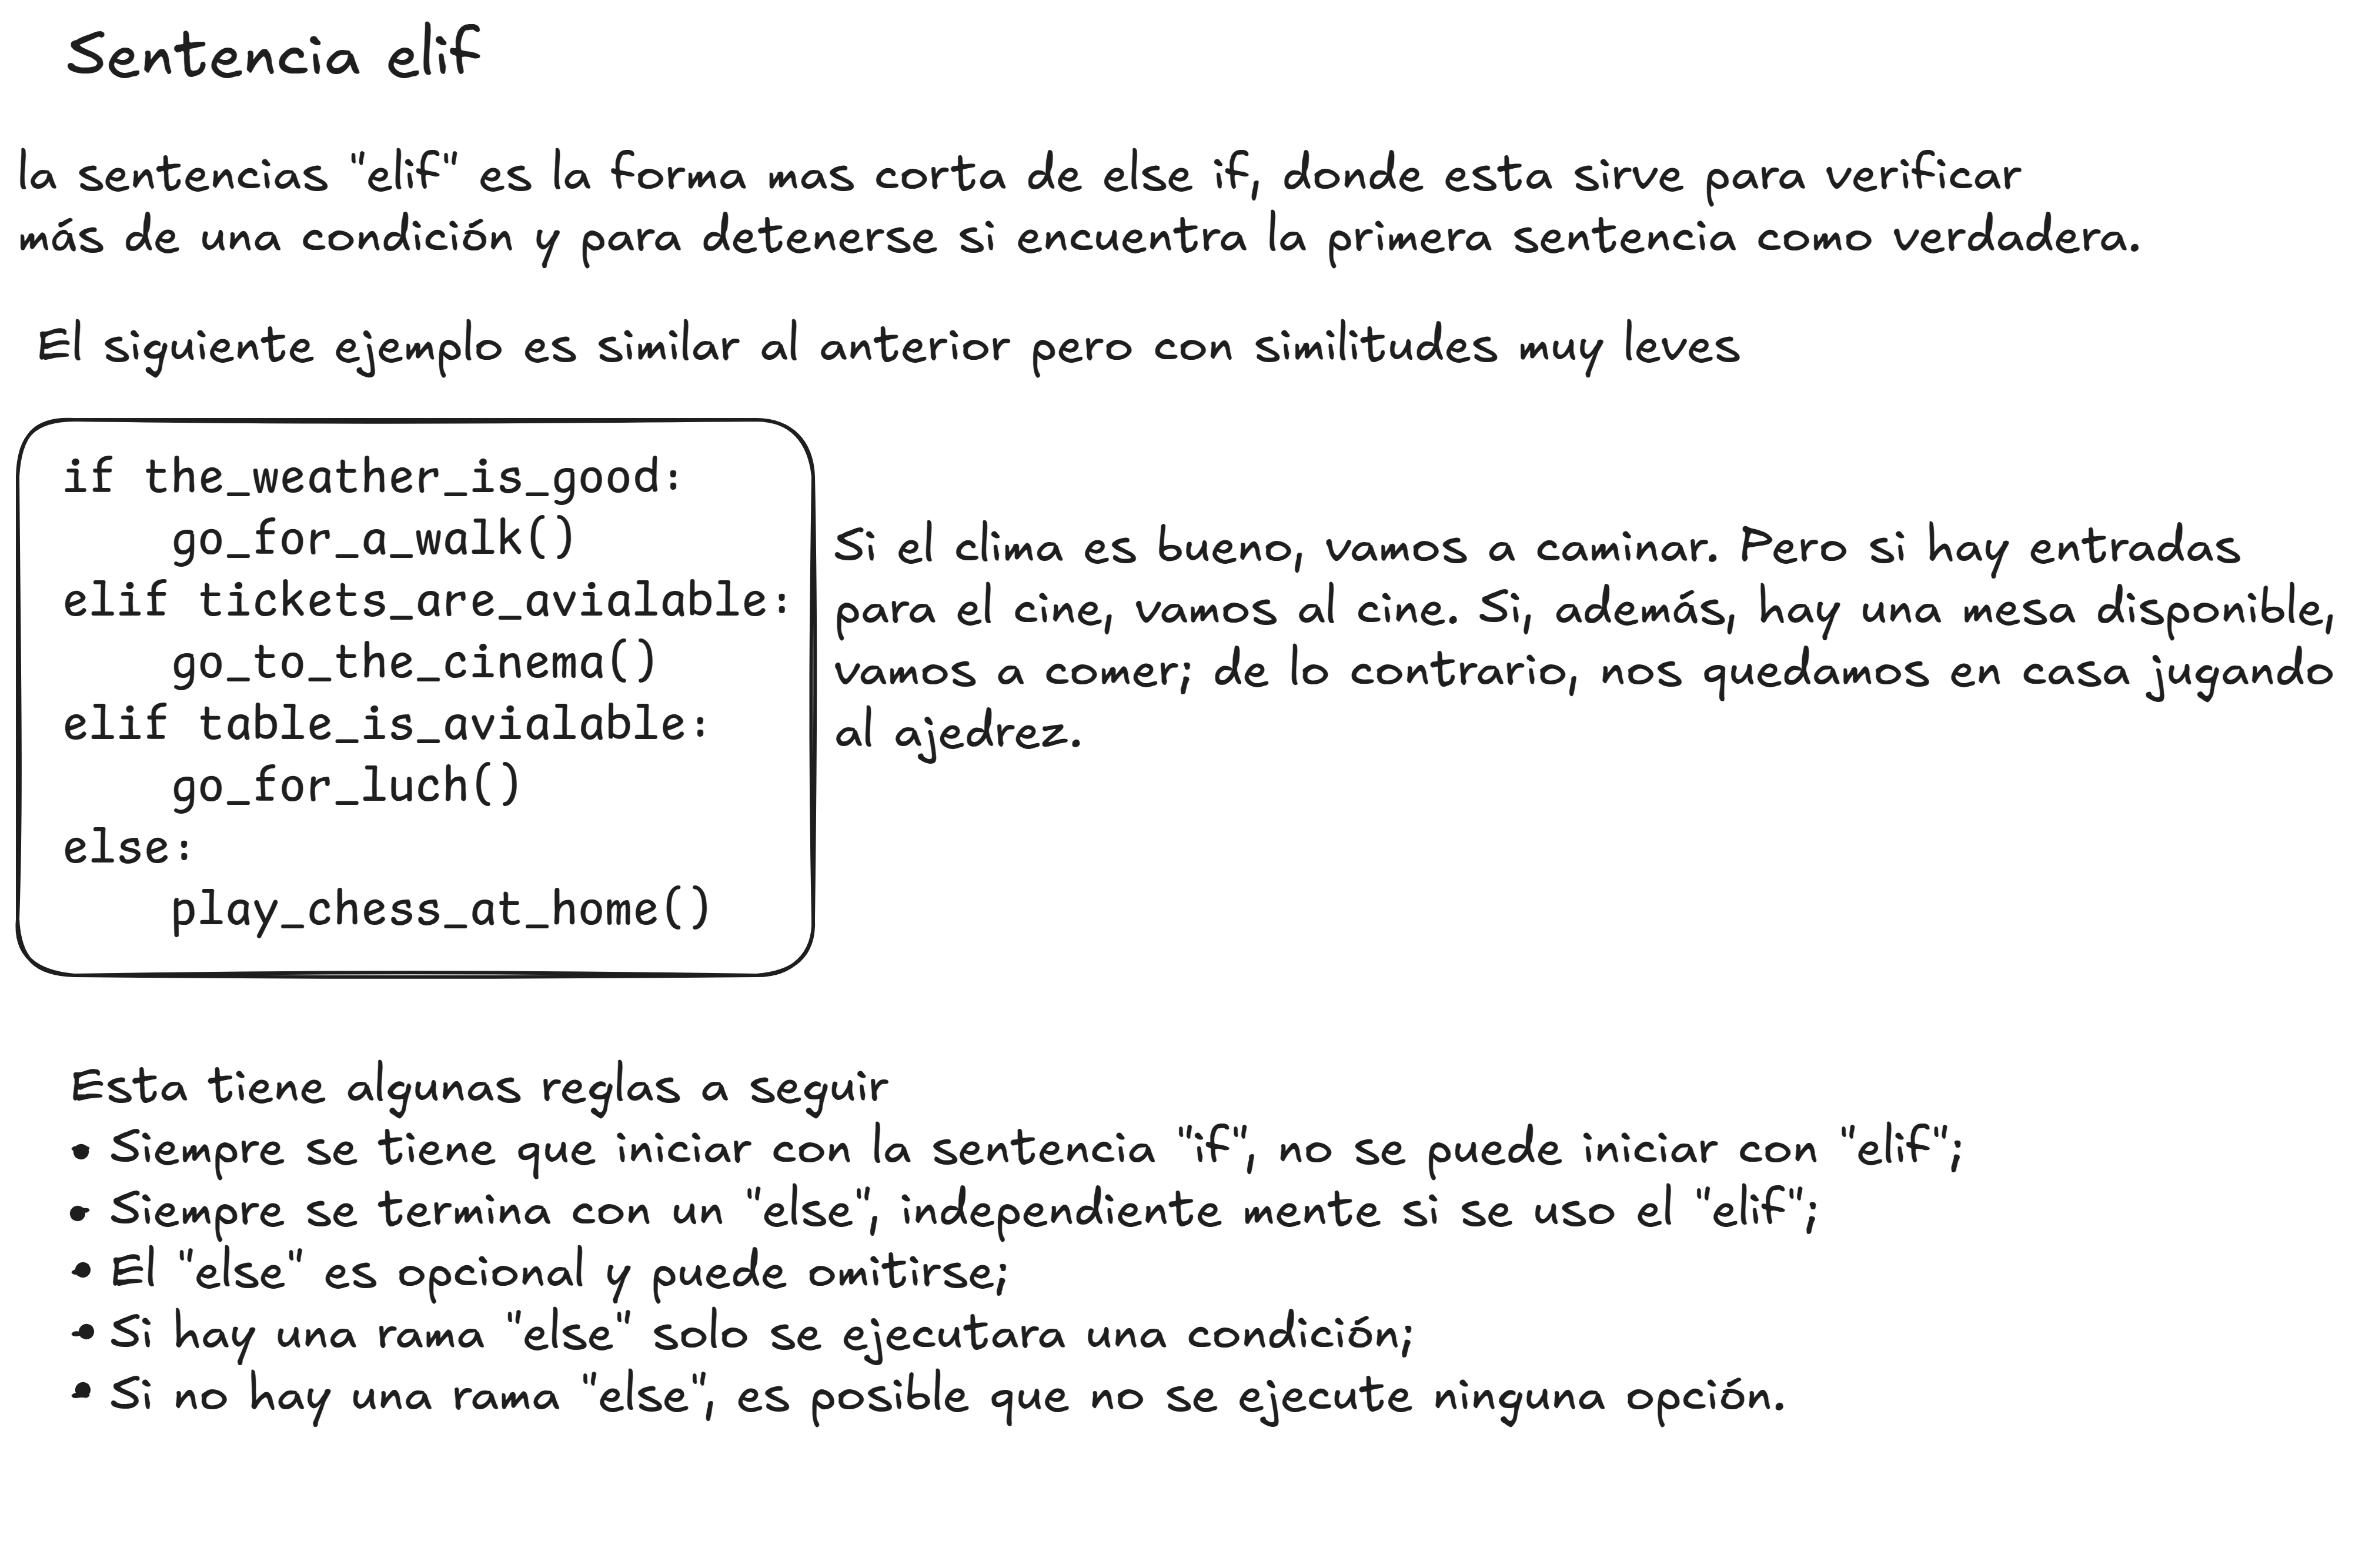 Sentencia elif
la sentencias "elif" es la forma mas corta de else if, donde esta sirve para verificar
más de una condición y para detenerse si encuentra la primera sentencia como verdadera.
El siguiente ejemplo es similar al anterior pero con similitudes muy leves
if the_weather_is_good:
    go_for_a_walk()
elif tickets_are_avialable:
    go_to_the_cinema()
elif table_is_avialable:
    go_for_luch()
else:
    play_chess_at_home()
Si el clima es bueno, vamos a caminar. Pero si hay entradas
para el cine, vamos al cine. Si, además, hay una mesa disponible,
vamos a comer; de lo contrario, nos quedamos en casa jugando
al ajedrez.
Esta tiene algunas reglas a seguir
• Siempre se tiene que iniciar con la sentencia "if", no se puede iniciar con "elif";
• Siempre se termina con un "else", independiente mente si se uso el "elif";
• El "else" es opcional y puede omitirse;
• Si hay una rama "else" solo se ejecutara una condición;
• Si no hay una rama "else", es posible que no se ejecute ninguna opción.